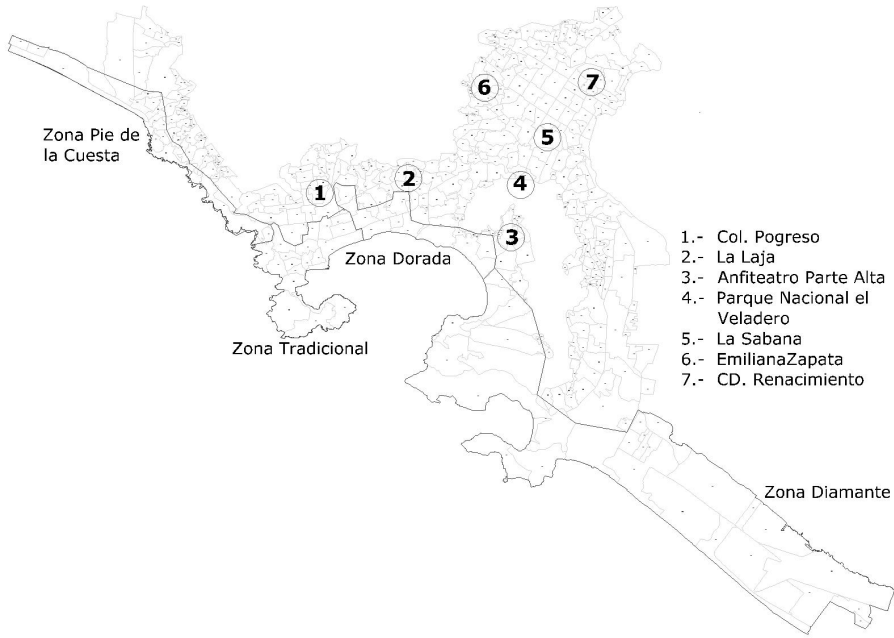 Zona Pie de
la Cuesta
Zona Dorada
Zona Tradicional
Zona Diamante
1
2
3
4
5
6
7
1.- Col. Pogreso
2.- La Laja
3.- Anfiteatro Parte Alta
4.- Parque Nacional el
Veladero
5.- La Sabana
6.- EmilianaZapata
7.- CD. Renacimiento